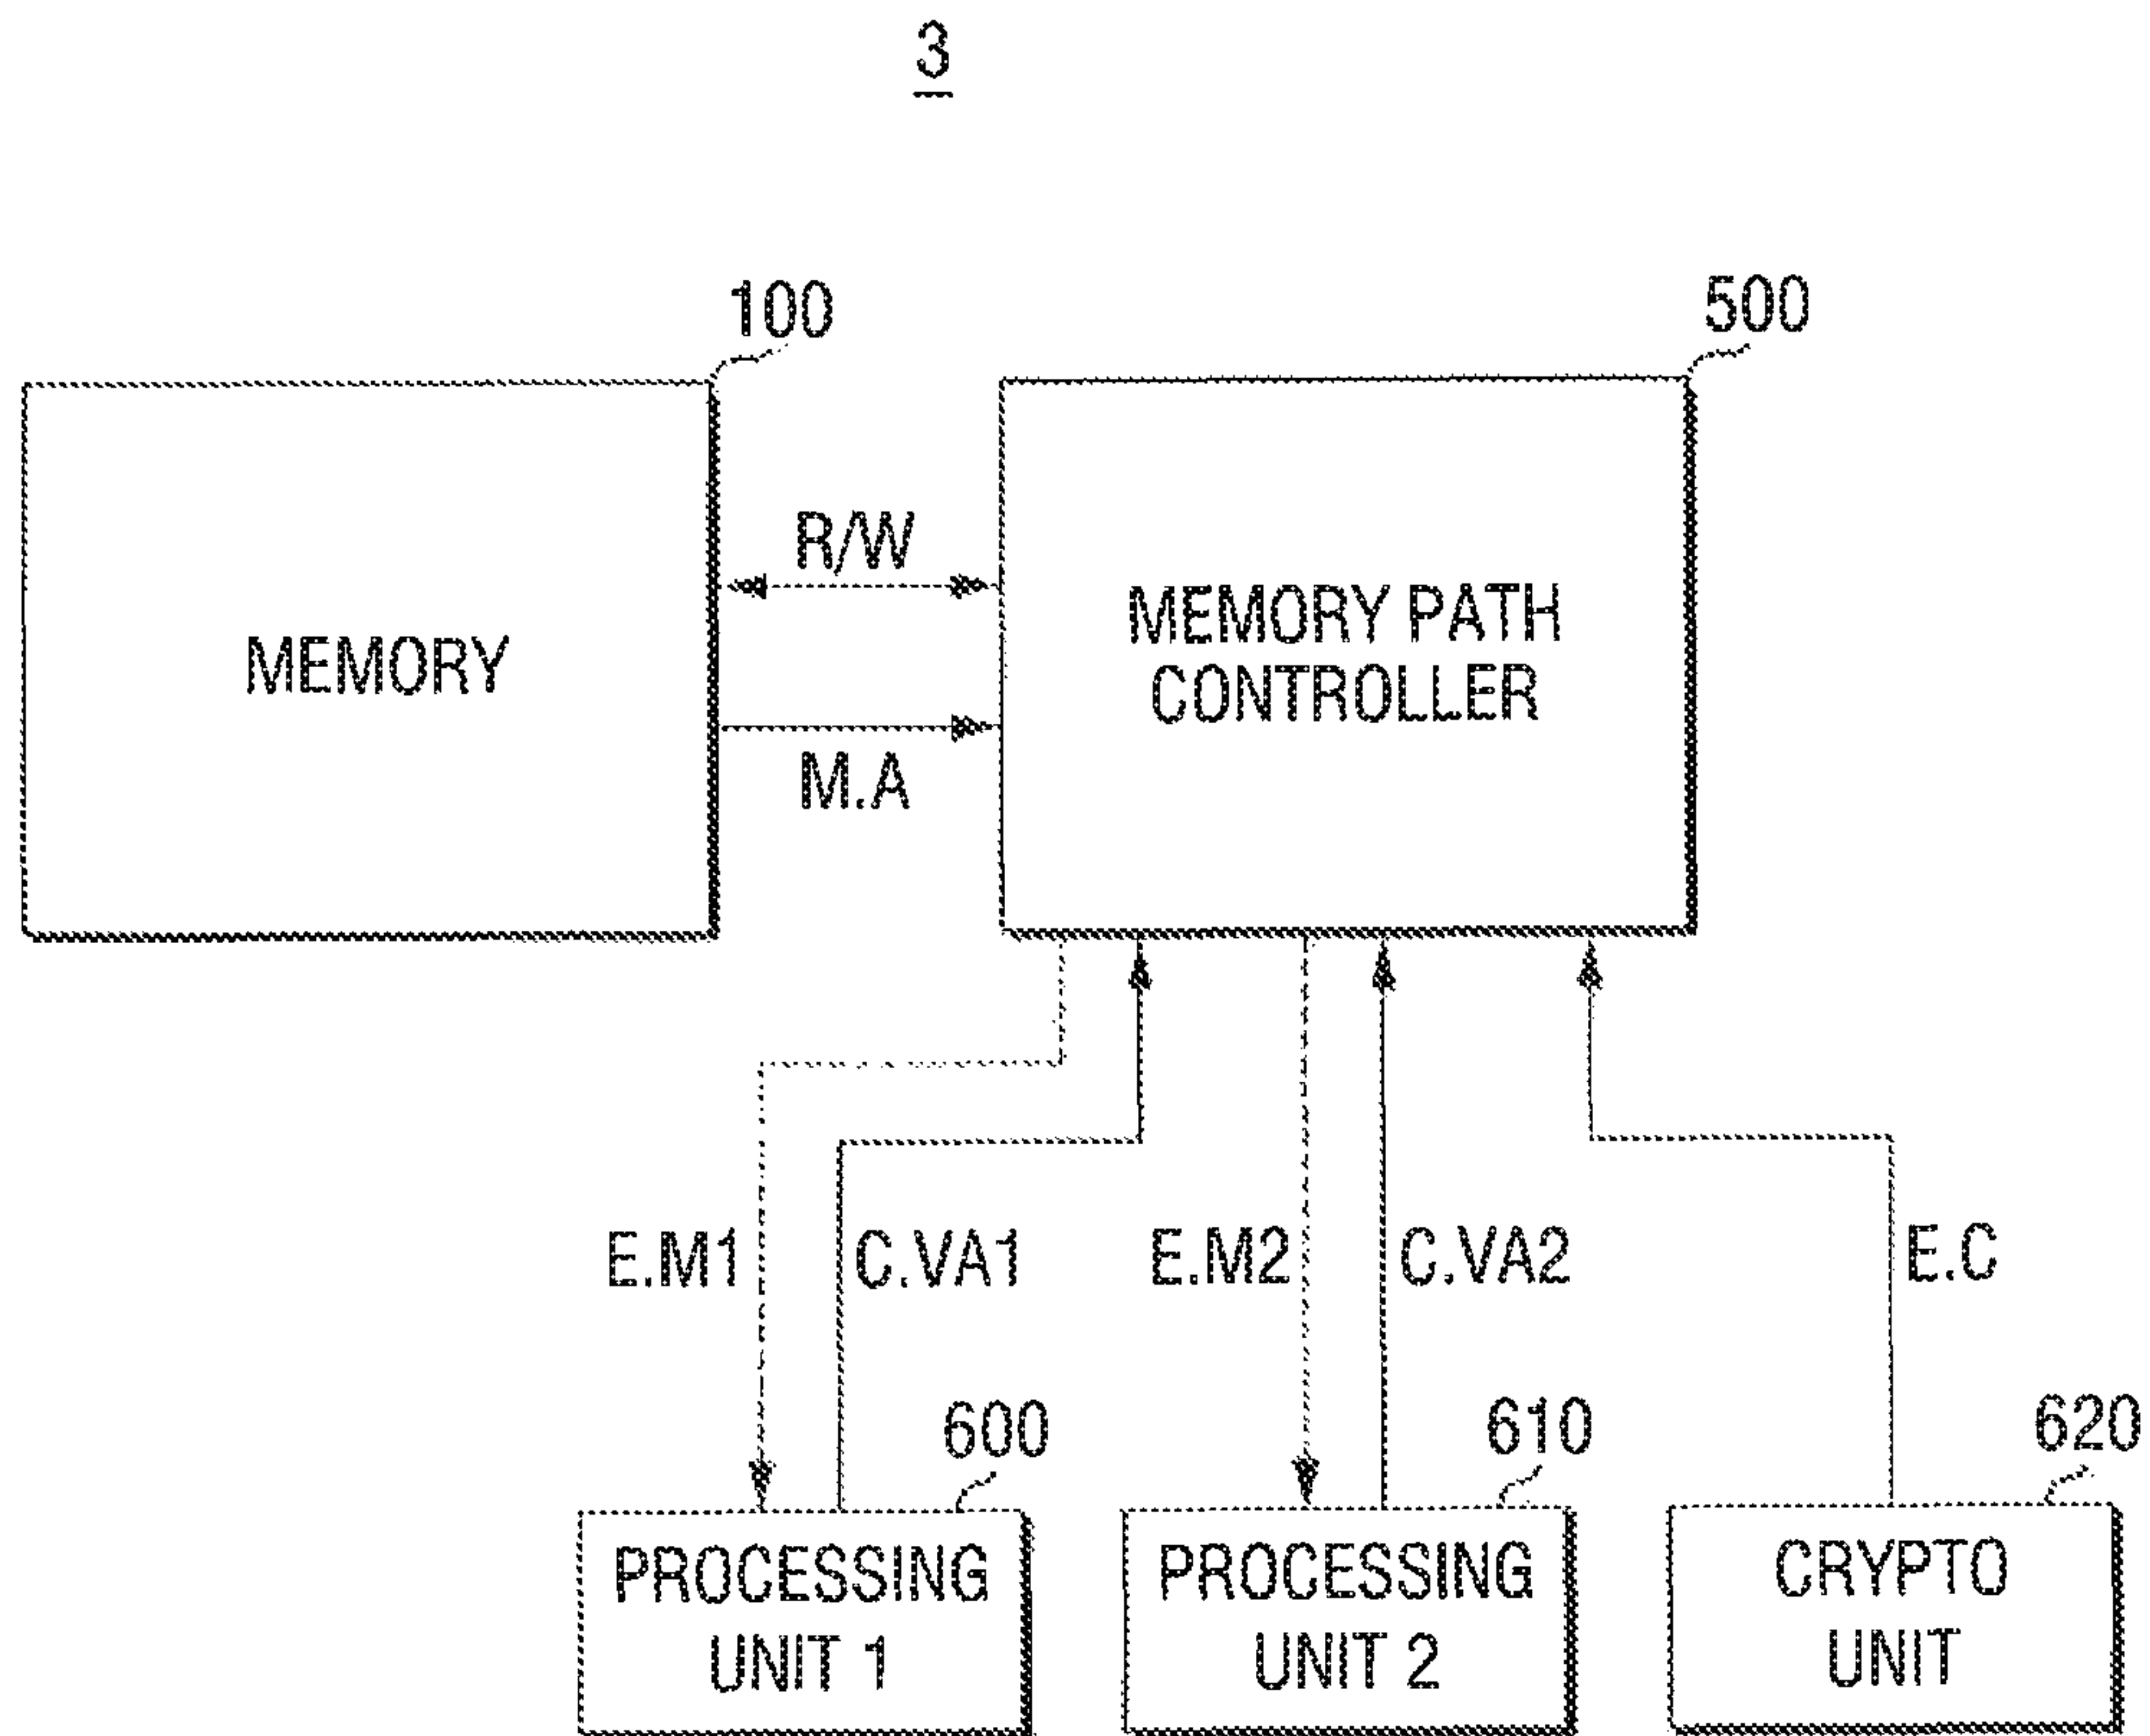 3
100
500
R/W
MEMORY
MEMORY PATH
CONTROLLER
M.A
E.M1
C.VA1
E.M2
C.VA2
E.C
600
610
620
PROCESSING
UNIT 1
PROCESSING
UNIT 2
CRYPTO
UNIT